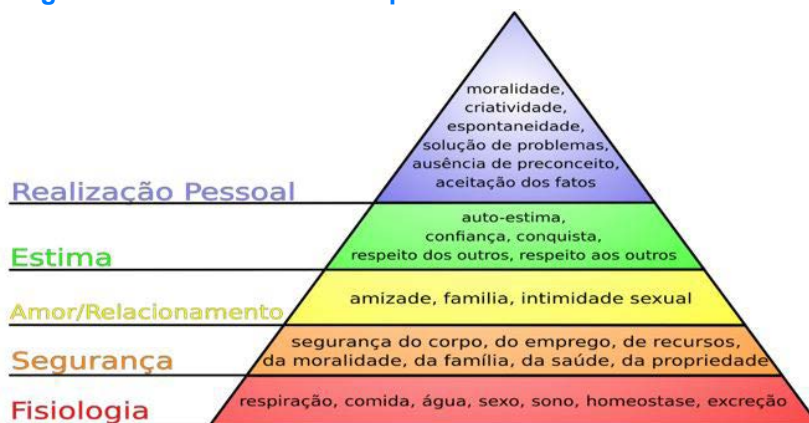 moralidade,
criatividade,
espontaneidade,
solução de problemas,
ausência de preconceito,
aceitação dos fatos
Realização Pessoal
auto-estima,
confiança, conquista,
respeito dos outros, respeito aos outros
Estima
amizade, familia, intimidade sexual
Amor/Relacionamento
segurança do corpo, do emprego, de recursos,
da moralidade, da família, da saúde, da propriedade
Segurança
respiração, comida, água, sexo, sono, homeostase, excreção
Fisiologia